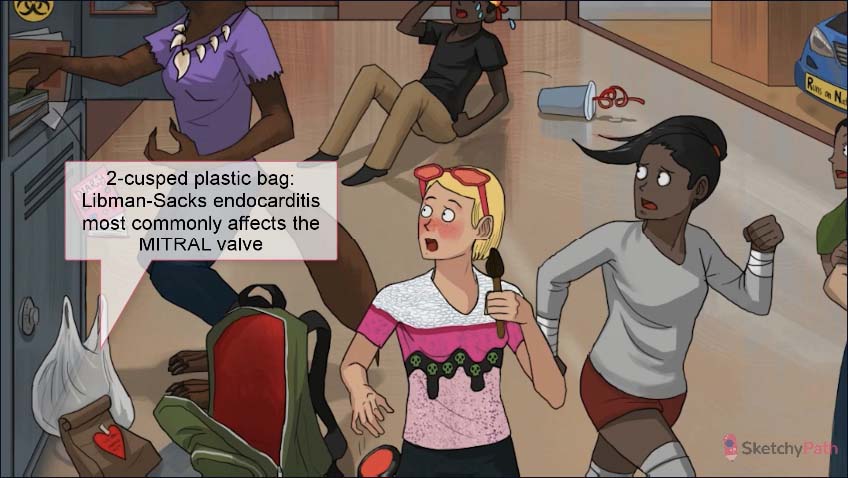 2-cusped plastic bag:
Libman-Sacks endocarditis
most commonly affects the
MITRAL valve
SketchyPath